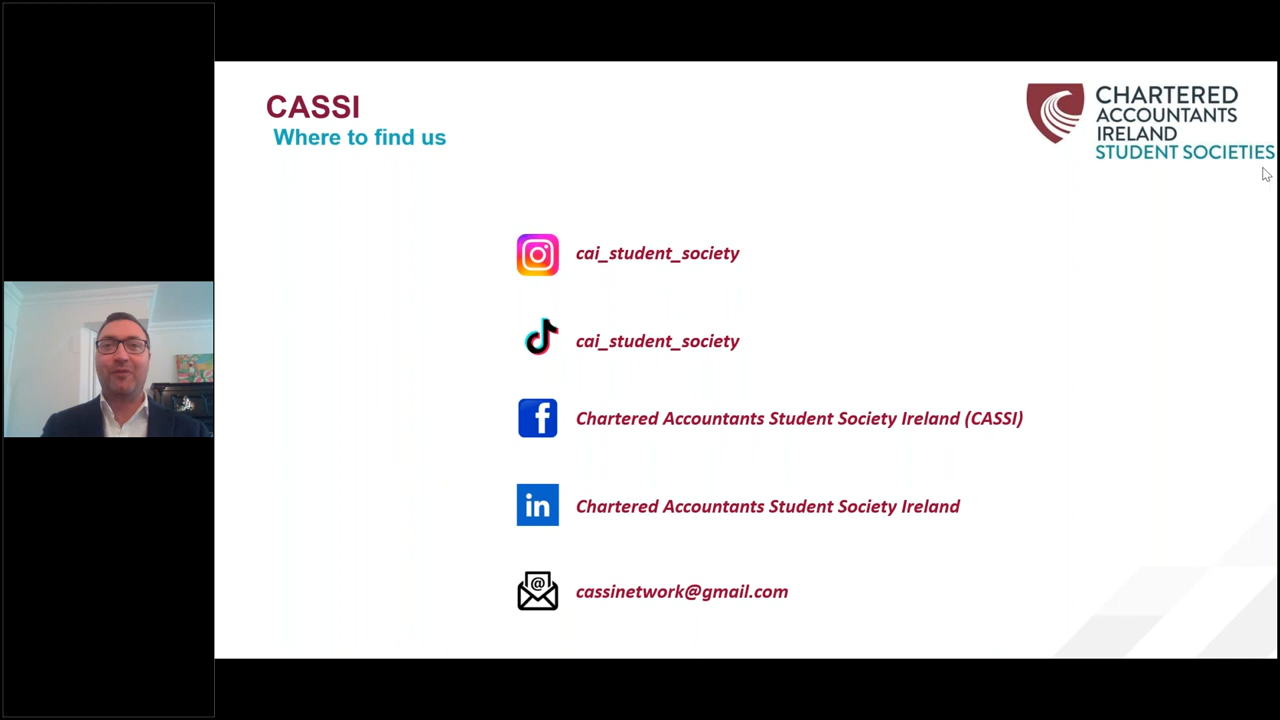 CASSI
Where to find us
CHARTERED
ACCOUNTANTS
IRELAND
STUDENT SOCIETIES
cai_student_society
cai_student_society
Chartered Accountants Student Society Ireland (CASSI)
in
Chartered Accountants Student Society Ireland
cassinetwork@gmail.com